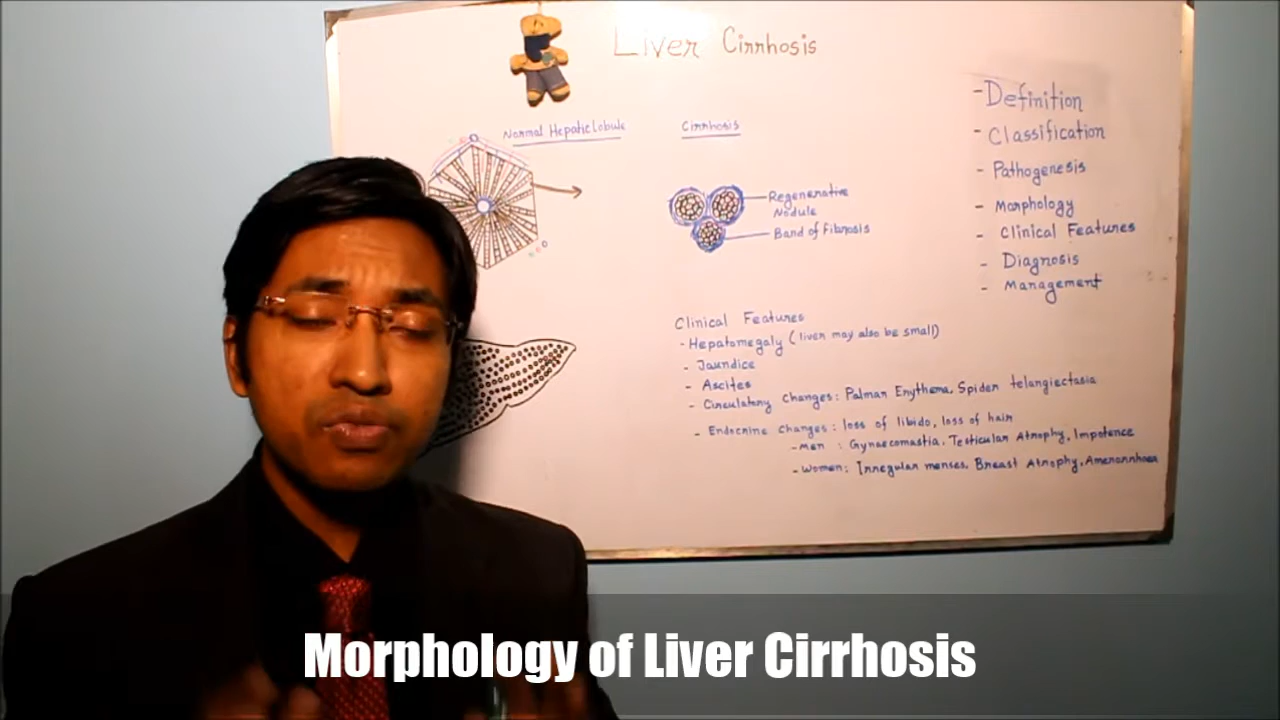 Liver Cirrhosis
Normal Hepatic Lobule
Cirrhosis
Regenerative
Nodule
Band of Fibrosis
- Definition
- Classification
- Pathogenesis
- Morphology
- Clinical Features
- Diagnosis
- Management
Clinical Features
- Hepatomegaly (liver may also be small)
- Jaundice
- Ascites
- Circulatory changes: Palmar Erythema, Spider telangiectasia
- Endocrine changes: loss of libido, loss of hair
- Men : Gynaecomastia, Testicular Atrophy, Impotence
- Women: Irregular menses, Breast Atrophy, Amenorrhoea
Morphology of Liver Cirrhosis